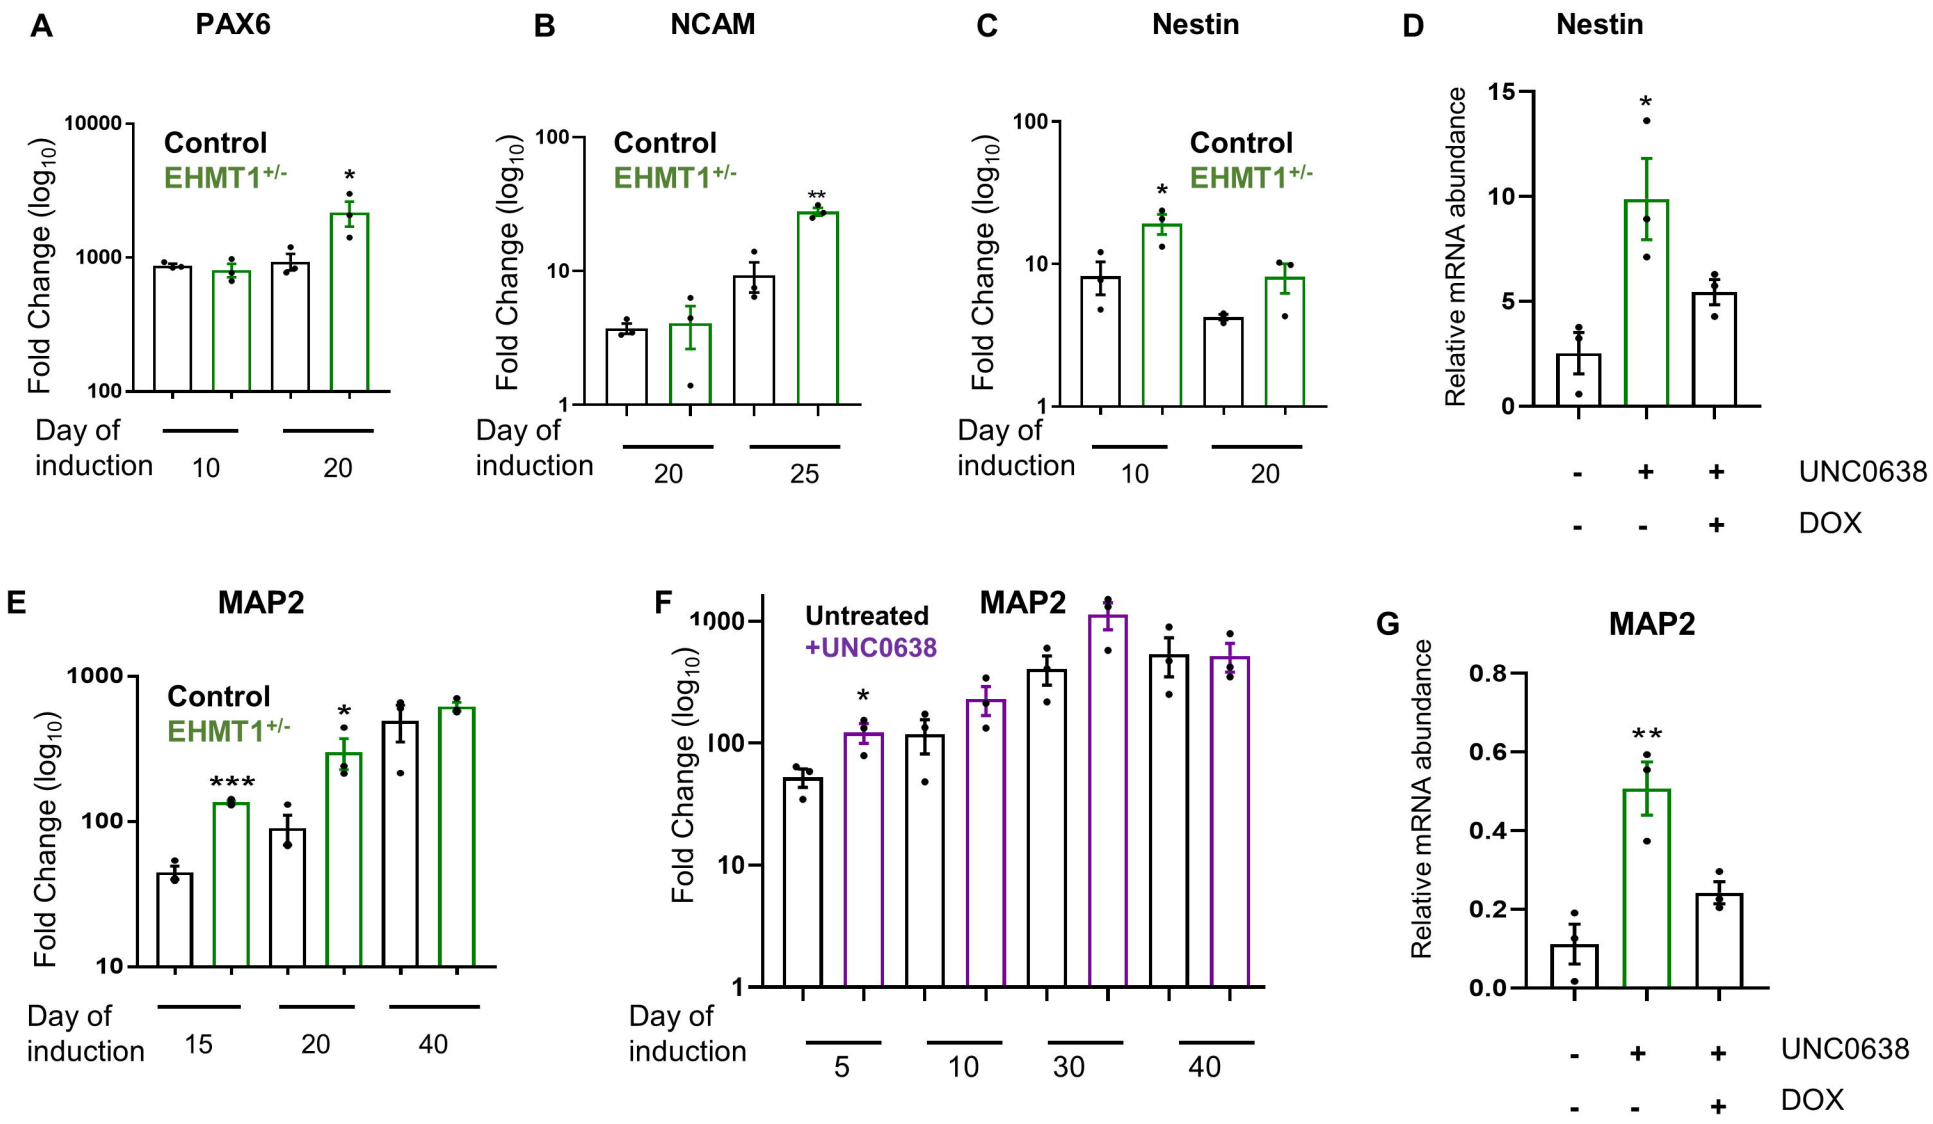 A PAX6
Fold Change (log10)
10000
1000
100
Control
EHMT1+/-
*
Day of
induction
10 20
B NCAM
Fold Change (log10)
100
10
1
Control
EHMT1+/-
**
Day of
induction
20 25
C Nestin
Fold Change (log10)
100
10
1
Control
EHMT1+/-
*
Day of
induction
10 20
D Nestin
Relative mRNA abundance
15
10
5
0
*
- + + UNC0638
- - + DOX
E MAP2
Fold Change (log10)
1000
100
10
Control
EHMT1+/-
*** *
Day of
induction
15 20 40
F MAP2
Fold Change (log10)
1000
100
10
1
Untreated
+UNC0638
*
Day of
induction
5 10 30 40
G MAP2
Relative mRNA abundance
0.8
0.6
0.4
0.2
0.0
**
- + + UNC0638
- - + DOX